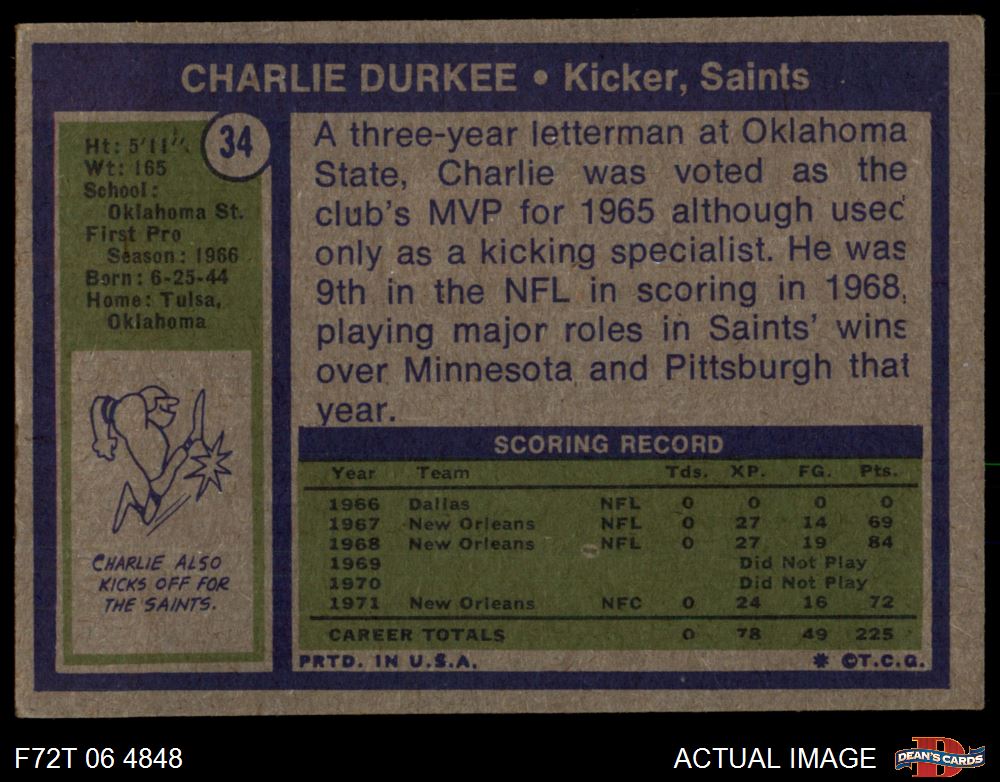 CHARLIE DURKEE • Kicker, Saints
34
Ht: 5'11"
Wt: 165
School:
Oklahoma St.
First Pro
Season: 1966
Born: 6-25-44
Home: Tulsa,
Oklahoma
CHARLIE ALSO
KICKS OFF FOR
THE SAINTS.
A three-year letterman at Oklahoma
State, Charlie was voted as the
club's MVP for 1965 although used
only as a kicking specialist. He was
9th in the NFL in scoring in 1968,
playing major roles in Saints' wins
over Minnesota and Pittsburgh that
year.
SCORING RECORD
Year Team Tds. XP. FG. Pts.
1966 Dallas NFL 0 0 0 0
1967 New Orleans NFL 0 27 14 69
1968 New Orleans NFL 0 27 19 84
1969 Did Not Play
1970 Did Not Play
1971 New Orleans NFC 0 24 16 72
CAREER TOTALS 0 78 49 225
PRTD. IN U.S.A. * ©T.C.G.
F72T 06 4848 ACTUAL IMAGE D DEAN'S CARDS